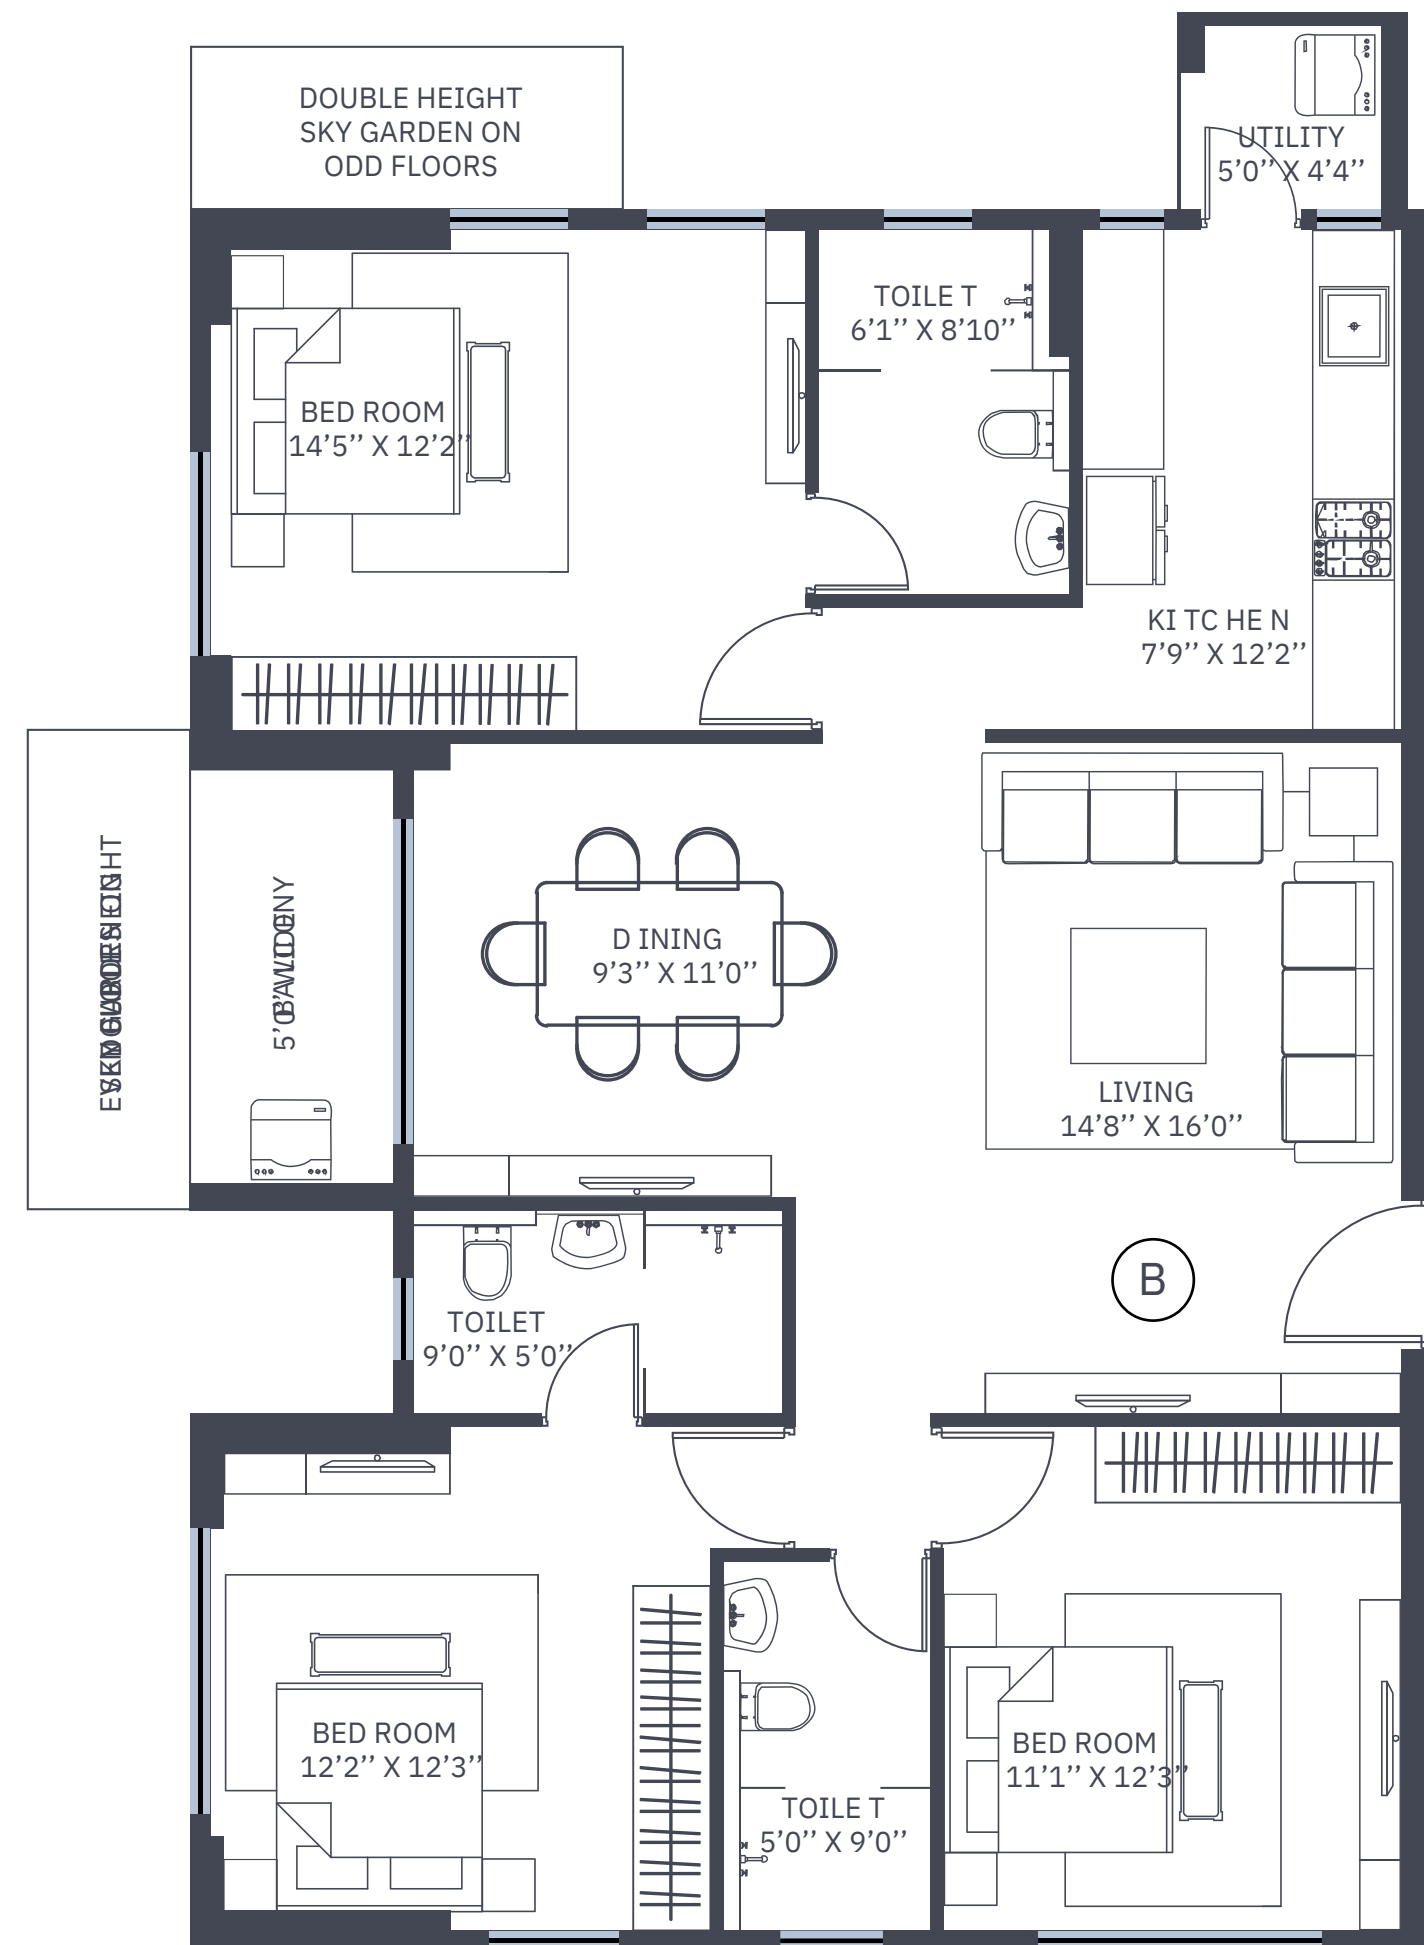 DOUBLE HEIGHT
SKY GARDEN ON
ODD FLOORS
UTILITY
5’0’’ X 4’4’’
TOILE T
6’1’’ X 8’10’’
BED ROOM
14’5’’ X 12’2’’
KI TC HE N
7’9’’ X 12’2’’
D INING
9’3’’ X 11’0’’
LIVING
14’8’’ X 16’0’’
B
TOILET
9’0’’ X 5’0’’
BED ROOM
12’2’’ X 12’3’’
BED ROOM
11’1’’ X 12’3’’
TOILE T
5’0’’ X 9’0’’